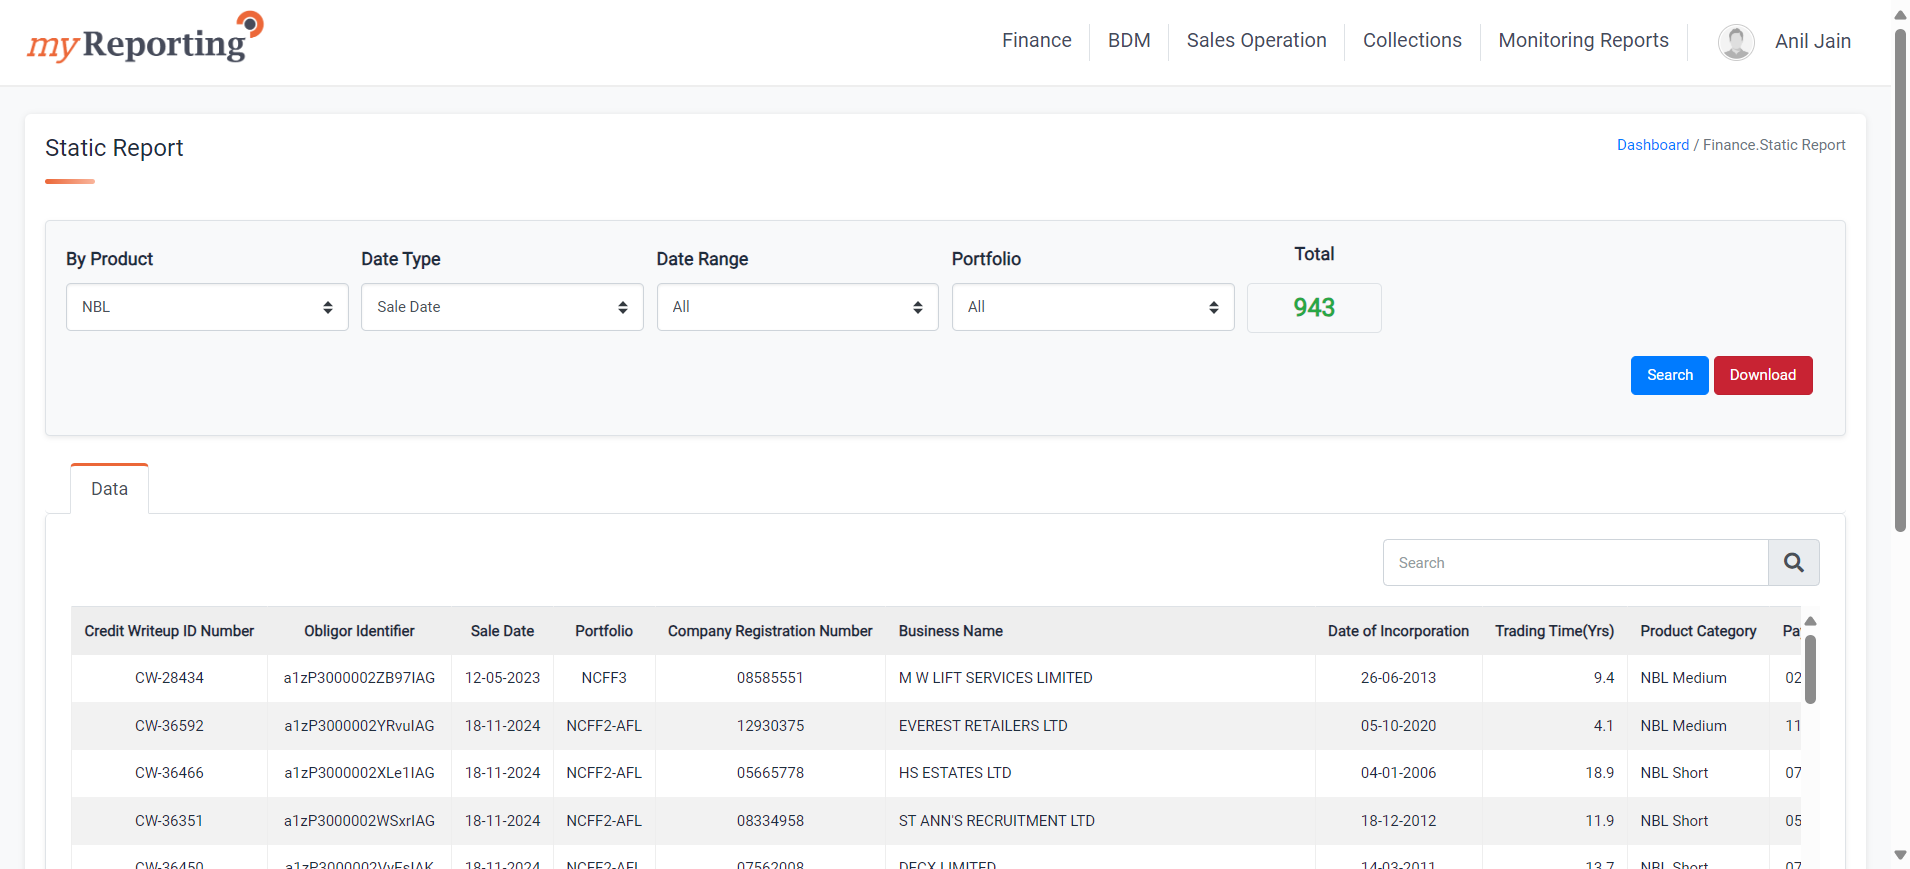 myReporting
Finance BDM Sales Operation Collections Monitoring Reports Anil Jain
Static Report
Dashboard / Finance.Static Report
By Product Date Type Date Range Portfolio Total
NBL Sale Date All All 943
Search Download
Data
Search
Credit Writeup ID Number Obligor Identifier Sale Date Portfolio Company Registration Number Business Name Date of Incorporation Trading Time(Yrs) Product Category
CW-28434 a1zP3000002ZB97IAG 12-05-2023 NCFF3 08585551 M W LIFT SERVICES LIMITED 26-06-2013 9.4 NBL Medium 02
CW-36592 a1zP3000002YRvuIAG 18-11-2024 NCFF2-AFL 12930375 EVEREST RETAILERS LTD 05-10-2020 4.1 NBL Medium 11
CW-36466 a1zP3000002XLe1IAG 18-11-2024 NCFF2-AFL 05665778 HS ESTATES LTD 04-01-2006 18.9 NBL Short 07
CW-36351 a1zP3000002WSxrIAG 18-11-2024 NCFF2-AFL 08334958 ST ANN'S RECRUITMENT LTD 18-12-2012 11.9 NBL Short 05
CW-36450 18-11-2024 NCFF2-AFL 07562008 DECX LIMITED 14-03-2011 13.7 NBL Short 07